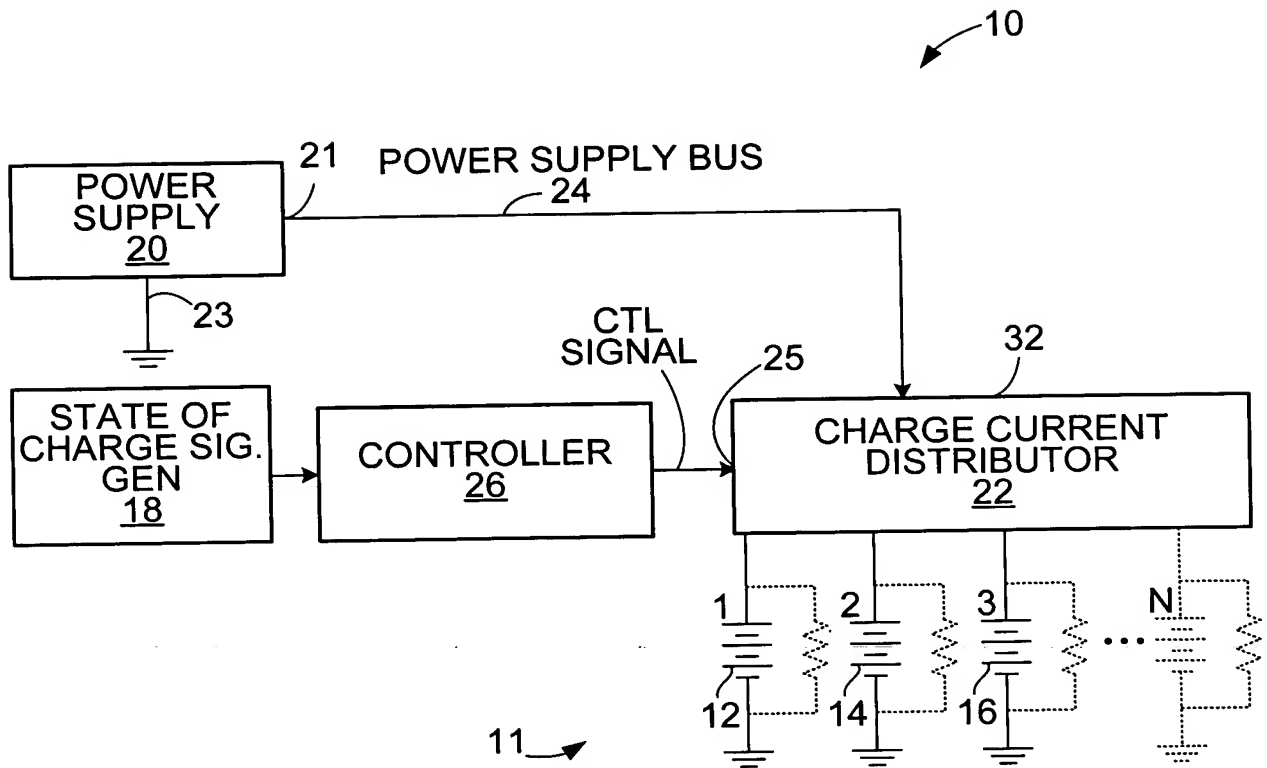 10
21
POWER SUPPLY BUS
24
POWER
SUPPLY
20
23
CTL
SIGNAL
25
32
STATE OF
CHARGE SIG.
GEN
18
CONTROLLER
26
CHARGE CURRENT
DISTRIBUTOR
22
1
2
3
N
12
14
16
11